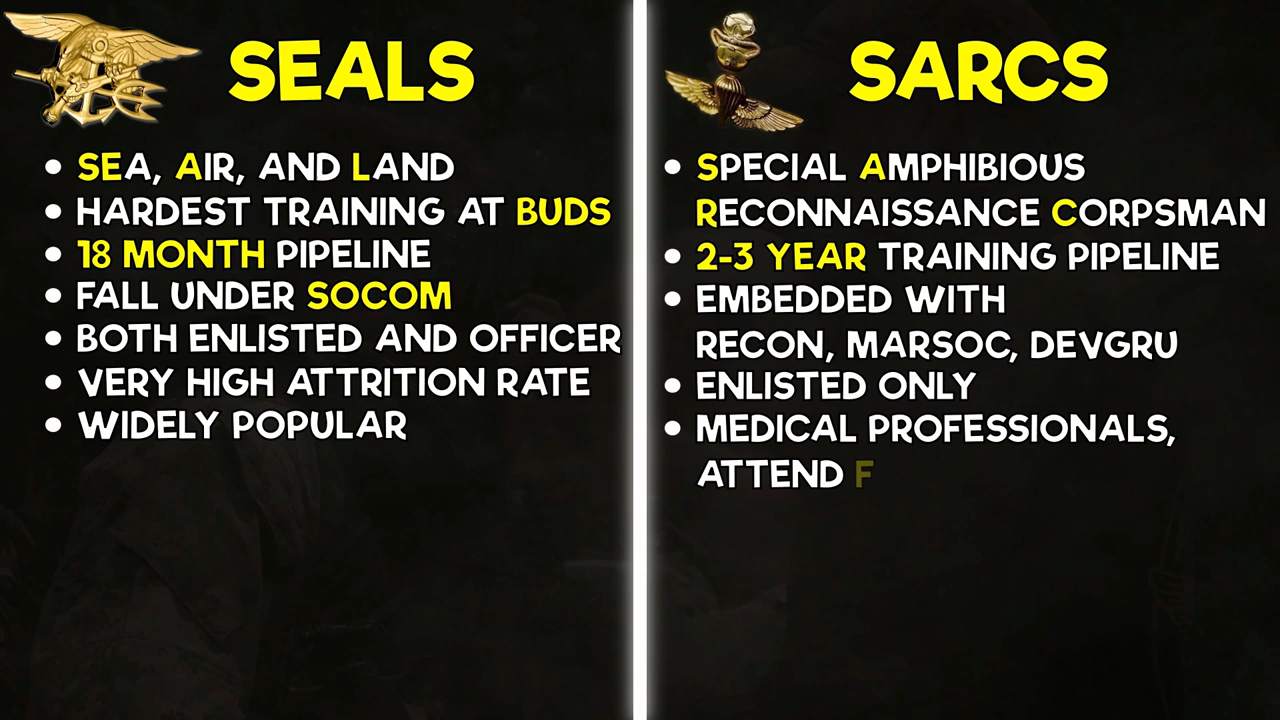 SEALS
• SEA, AIR, AND LAND
• HARDEST TRAINING AT BUDS
• 18 MONTH PIPELINE
• FALL UNDER SOCOM
• BOTH ENLISTED AND OFFICER
• VERY HIGH ATTRITION RATE
• WIDELY POPULAR
SARCS
• SPECIAL AMPHIBIOUS
RECONNAISSANCE CORPSMAN
• 2-3 YEAR TRAINING PIPELINE
• EMBEDDED WITH
RECON, MARSOC, DEVGRU
• ENLISTED ONLY
• MEDICAL PROFESSIONALS,
ATTEND F